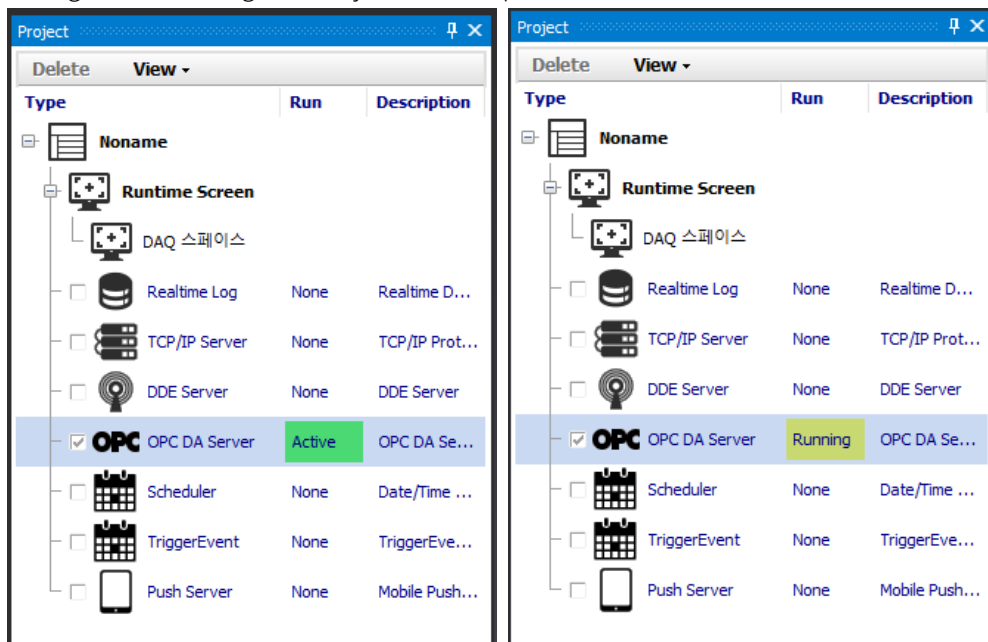 Project
Delete View
Type Run Description
Noname
Runtime Screen
DAQ 스페이스
Realtime Log None Realtime D...
TCP/IP Server None TCP/IP Prot...
DDE Server None DDE Server
OPC OPC DA Server Active OPC DA Se...
Scheduler None Date/Time ...
TriggerEvent None TriggerEve...
Push Server None Mobile Push...
Project
Delete View
Type Run Description
Noname
Runtime Screen
DAQ 스페이스
Realtime Log None Realtime D...
TCP/IP Server None TCP/IP Prot...
DDE Server None DDE Server
OPC OPC DA Server Running OPC DA Se...
Scheduler None Date/Time ...
TriggerEvent None TriggerEve...
Push Server None Mobile Push...